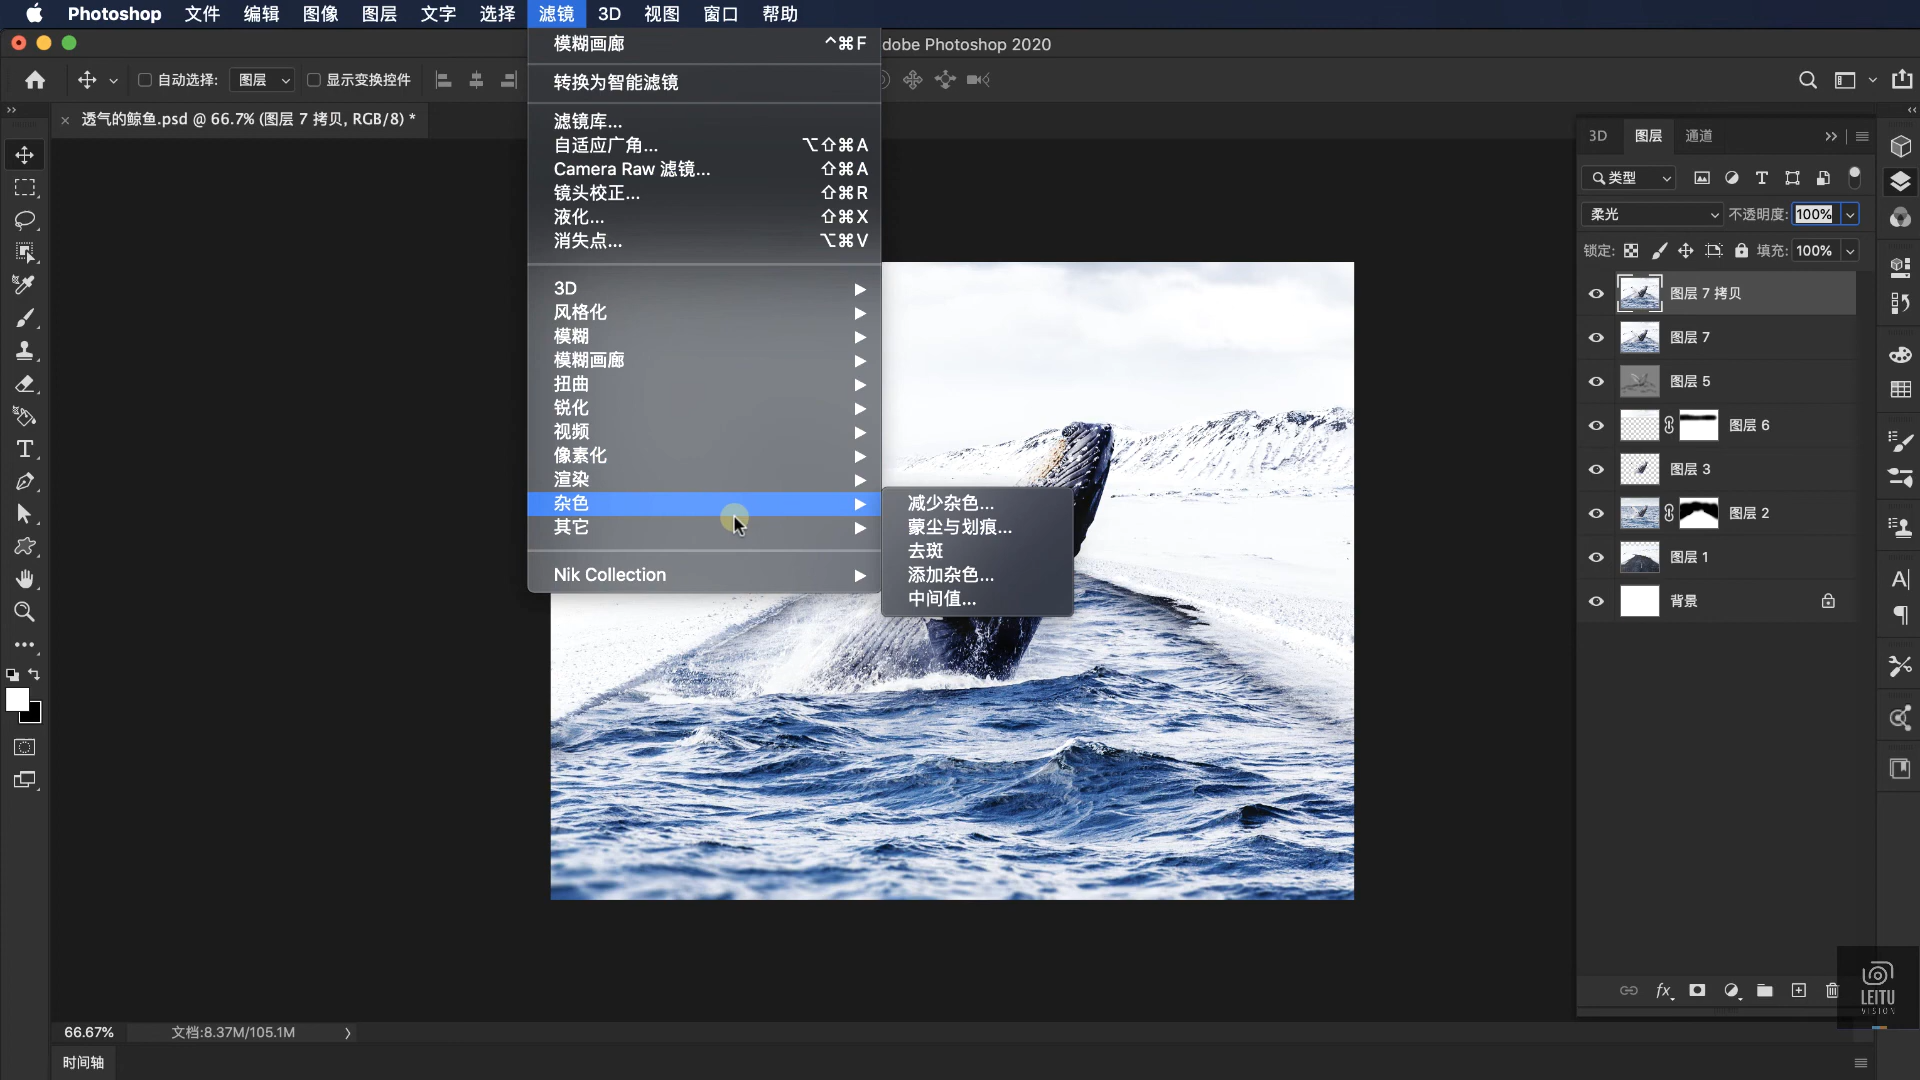 Photoshop 文件 编辑 图像 图层 文字 选择 滤镜 3D 视图 窗口 帮助
dobe Photoshop 2020
自动选择: 图层 显示变换控件
透气的鲸鱼.psd @ 66.7% (图层 7 拷贝, RGB/8) *
模糊画廊 ^⌘F
转换为智能滤镜
滤镜库...
自适应广角... ⌥⇧⌘A
Camera Raw 滤镜... ⇧⌘A
镜头校正... ⇧⌘R
液化... ⇧⌘X
消失点... ⌥⌘V
3D
风格化
模糊
模糊画廊
扭曲
锐化
视频
像素化
渲染
杂色
其它
Nik Collection
减少杂色...
蒙尘与划痕...
去斑
添加杂色...
中间值...
3D 图层 通道
类型
柔光 不透明度: 100%
锁定: 填充: 100%
图层 7 拷贝
图层 7
图层 5
图层 6
图层 3
图层 2
图层 1
背景
fx
LEITU
VISION
66.67% 文档:8.37M/105.1M
时间轴